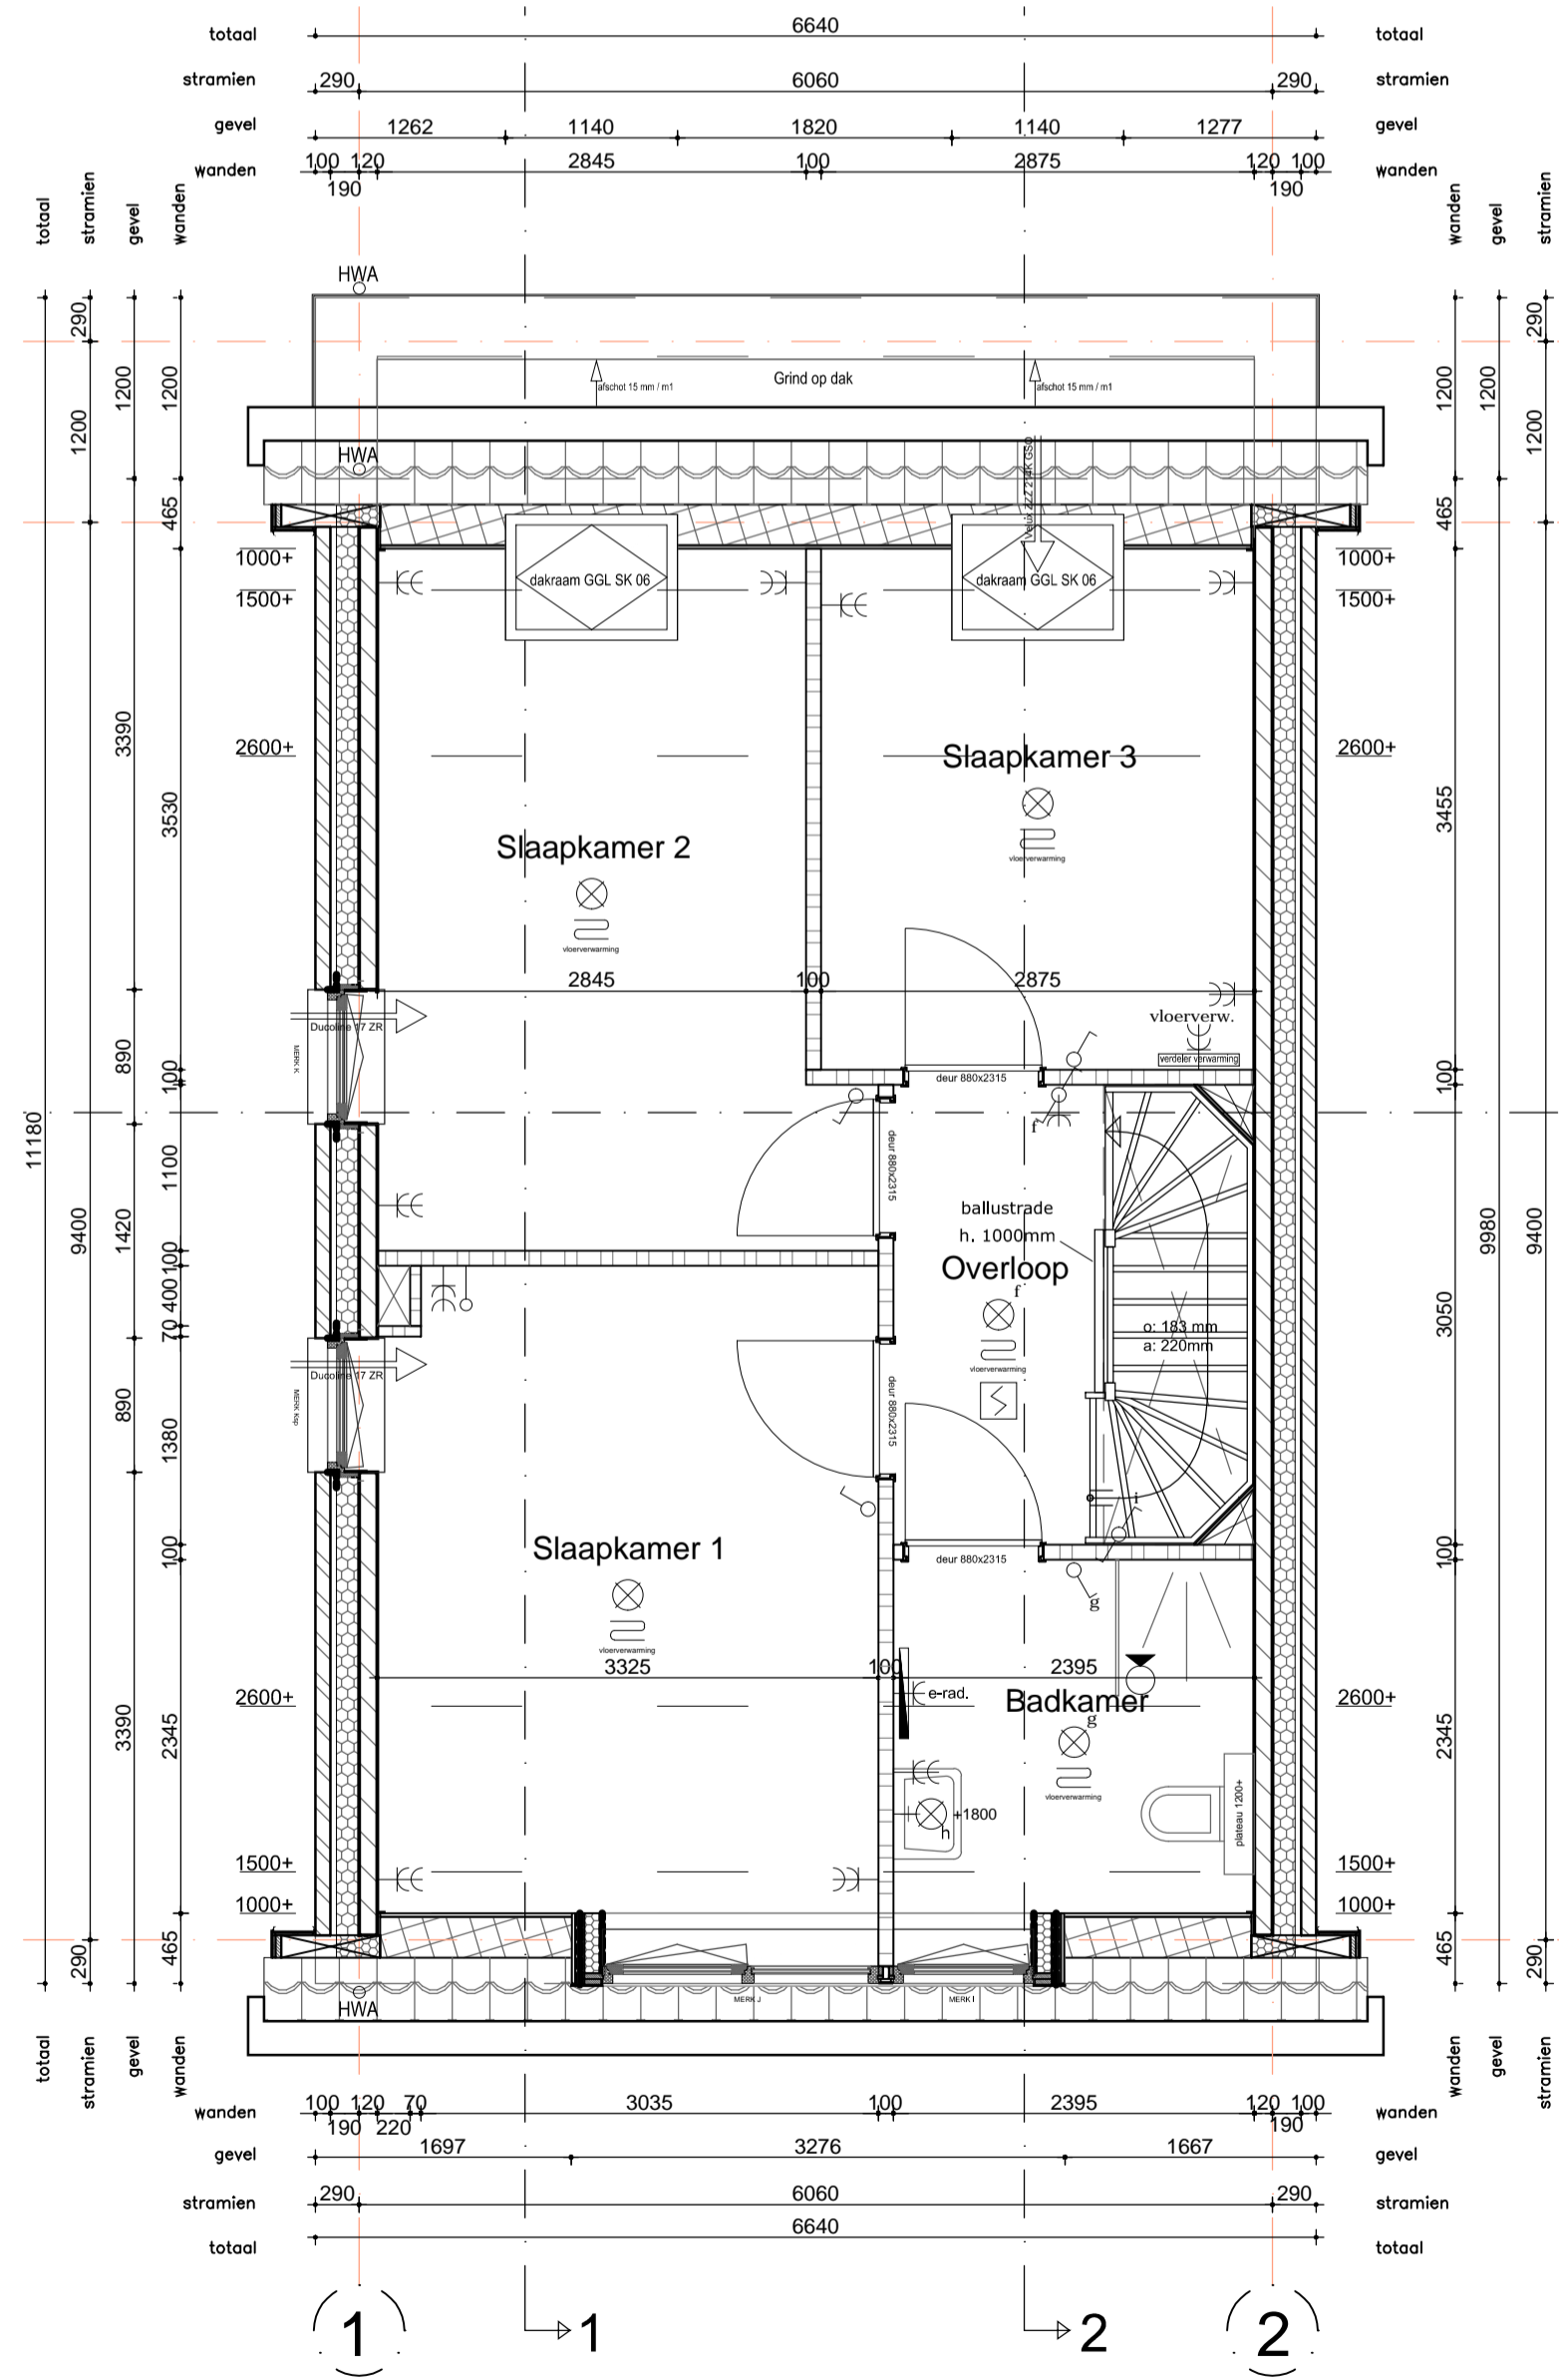 totaal 6640 totaal
stramien 290 6060 290 stramien
gevel 1262 1140 1820 1140 1277 gevel
wanden 100 120 2845 100 2875 120 100 wanden
190 190
totaal stramien gevel wanden wanden gevel stramien
HWA
290 290
1200 1200 1200 1200 1200 1200
Grind op dak
afschot 15 mm / m1 afschot 15 mm / m1
HWA
465 465
1000+ 1000+
1500+ 1500+
dakraam GGL SK 06 dakraam GGL SK 06
2600+ 2600+
3390 3530 3455
Slaapkamer 3
vloerverwarming
Slaapkamer 2
vloerverwarming
2845 100 2875
Ducoline 17 ZR
MERK K
vloerverw.
verdeler verwarming
890 100 100
deur 880x2315
f
11180 9400 1420 1100 9980 9400
deur 880x2315
ballustrade
h. 1000mm
Overloop
f
vloerverwarming
100 400 70 3050
o: 183 mm
a: 220mm
Ducoline 17 ZR
MERK Ksp
890 1380
deur 880x2315
i
100 100
deur 880x2315
g
Slaapkamer 1
vloerverwarming
3325 100 2395
e-rad.
Badkamer
g
vloerverwarming
2600+ 2600+
3390 2345 2345
+1800
h
plateau 1200+
1500+ 1500+
1000+ 1000+
290 465 465 290
MERK J MERK I
HWA
totaal stramien gevel wanden wanden gevel stramien
wanden 100 120 70 3035 100 2395 120 100 wanden
190 220 190
gevel 1697 3276 1667 gevel
stramien 290 6060 290 stramien
totaal 6640 totaal
1 1 2 2